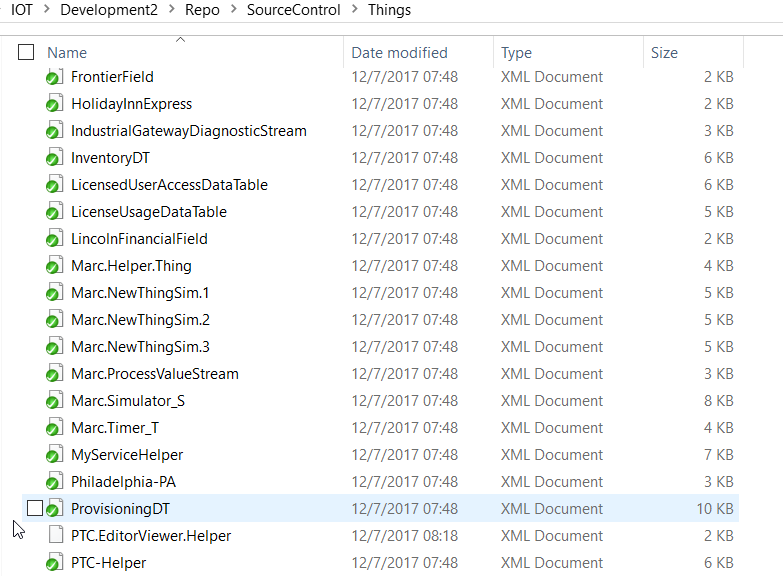 IOT > Development2 > Repo > SourceControl > Things
Name Date modified Type Size
FrontierField 12/7/2017 07:48 XML Document 2 KB
HolidayInnExpress 12/7/2017 07:48 XML Document 2 KB
IndustrialGatewayDiagnosticStream 12/7/2017 07:48 XML Document 3 KB
InventoryDT 12/7/2017 07:48 XML Document 6 KB
LicensedUserAccessDataTable 12/7/2017 07:48 XML Document 6 KB
LicenseUsageDataTable 12/7/2017 07:48 XML Document 5 KB
LincolnFinancialField 12/7/2017 07:48 XML Document 2 KB
Marc.Helper.Thing 12/7/2017 07:48 XML Document 4 KB
Marc.NewThingSim.1 12/7/2017 07:48 XML Document 5 KB
Marc.NewThingSim.2 12/7/2017 07:48 XML Document 5 KB
Marc.NewThingSim.3 12/7/2017 07:48 XML Document 5 KB
Marc.ProcessValueStream 12/7/2017 07:48 XML Document 3 KB
Marc.Simulator_S 12/7/2017 07:48 XML Document 8 KB
Marc.Timer_T 12/7/2017 07:48 XML Document 4 KB
MyServiceHelper 12/7/2017 07:48 XML Document 7 KB
Philadelphia-PA 12/7/2017 07:48 XML Document 3 KB
ProvisioningDT 12/7/2017 07:48 XML Document 10 KB
PTC.EditorViewer.Helper 12/7/2017 08:18 XML Document 2 KB
PTC-Helper 12/7/2017 07:48 XML Document 6 KB